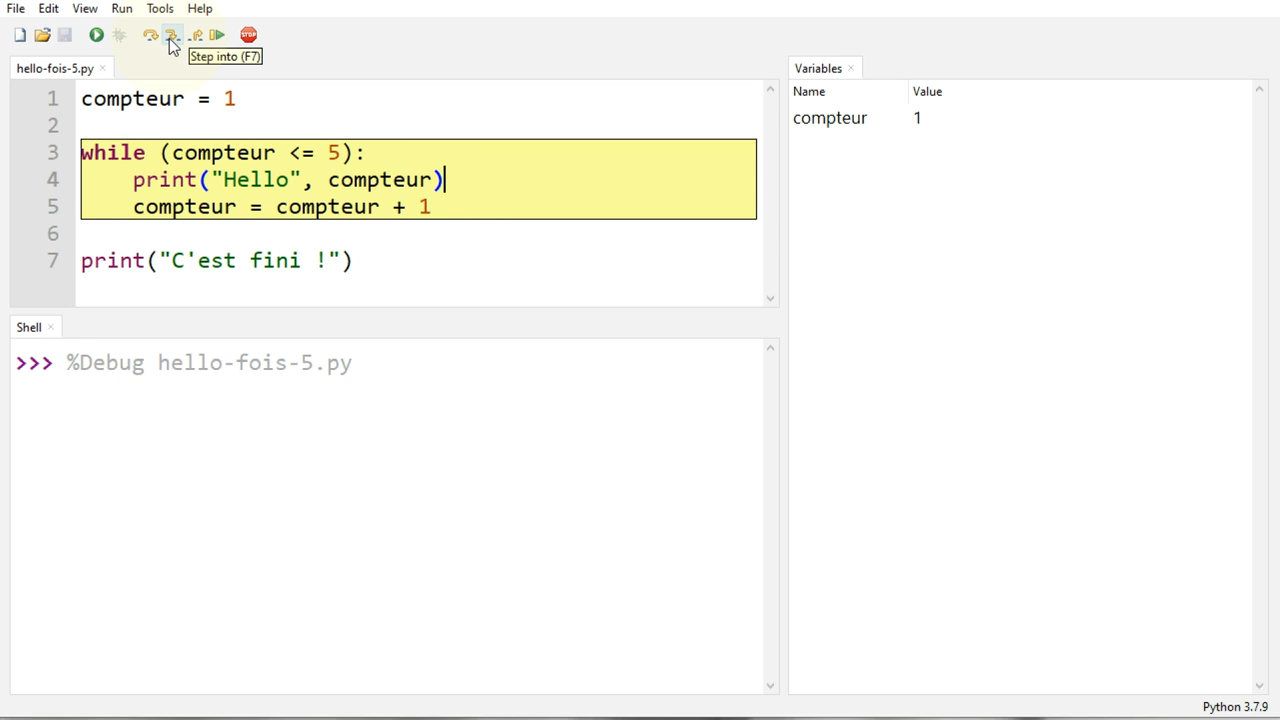 File Edit View Run Tools Help
STOP
Step into (F7)
hello-fois-5.py ×
Variables ×
Name Value
compteur 1
1 compteur = 1
2
3 while (compteur <= 5):
4 print("Hello", compteur)
5 compteur = compteur + 1
6
7 print("C'est fini !")
Shell ×
>>> %Debug hello-fois-5.py
Python 3.7.9